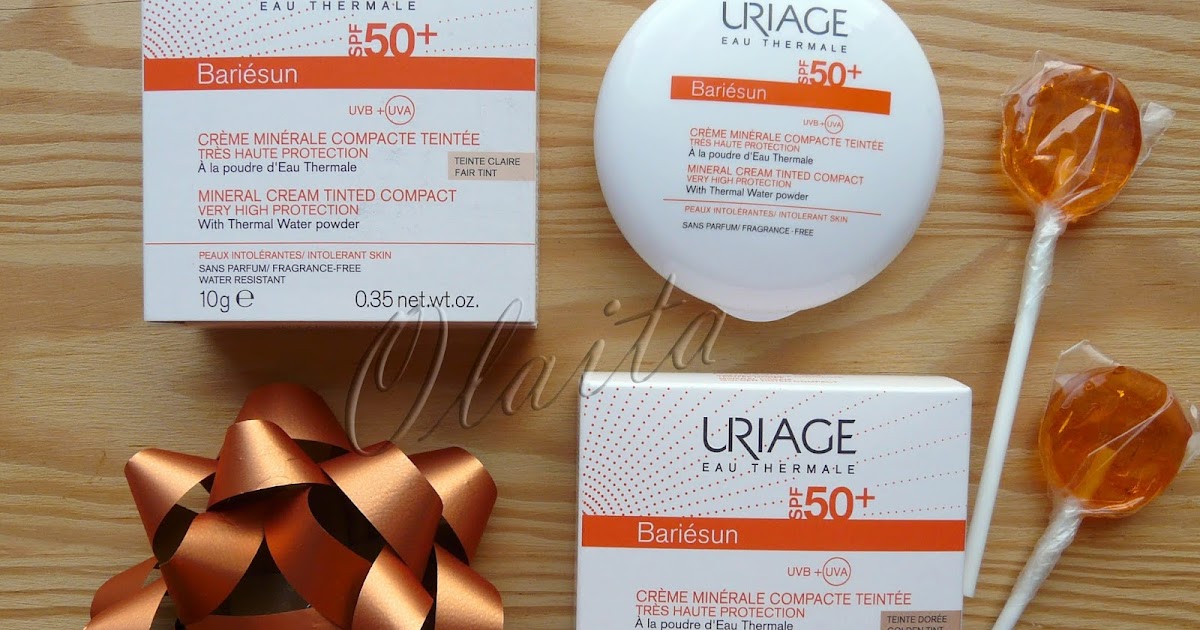 EAU THERMALE
SPF 50+
Bariésun
UVB + UVA
CRÈME MINÉRALE COMPACTE TEINTÉE
TRÈS HAUTE PROTECTION
À la poudre d'Eau Thermale
TEINTE CLAIRE
FAIR TINT
MINERAL CREAM TINTED COMPACT
VERY HIGH PROTECTION
With Thermal Water powder
PEAUX INTOLÉRANTES/ INTOLERANT SKIN
SANS PARFUM/ FRAGRANCE-FREE
WATER RESISTANT
10g e 0.35 net.wt.oz.
URIAGE
EAU THERMALE
SPF 50+
Bariésun
UVB + UVA
CRÈME MINÉRALE COMPACTE TEINTÉE
TRÈS HAUTE PROTECTION
À la poudre d'Eau Thermale
MINERAL CREAM TINTED COMPACT
VERY HIGH PROTECTION
With Thermal Water powder
PEAUX INTOLÉRANTES/ INTOLERANT SKIN
SANS PARFUM/ FRAGRANCE-FREE
Olaita
URIAGE
EAU THERMALE
SPF 50+
Bariésun
UVB + UVA
CRÈME MINÉRALE COMPACTE TEINTÉE
TRÈS HAUTE PROTECTION
À la poudre d'Eau Thermale
TEINTE DORÉE
GOLDEN TINT